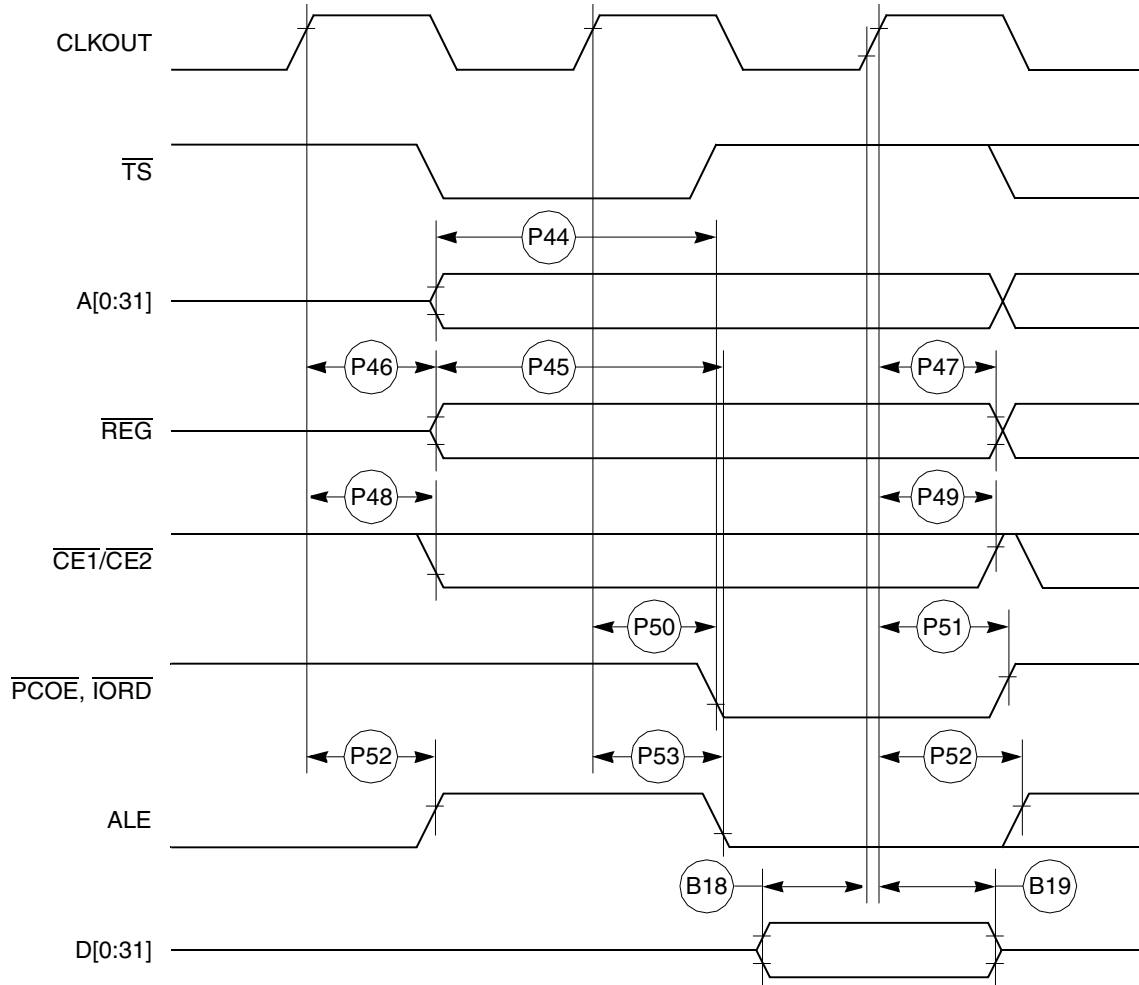 CLKOUT
TS
P44
A[0:31]
P46 P45 P47
REG
P48 P49
CE1/CE2
P50 P51
PCOE, IORD
P52 P53 P52
ALE
B18 B19
D[0:31]